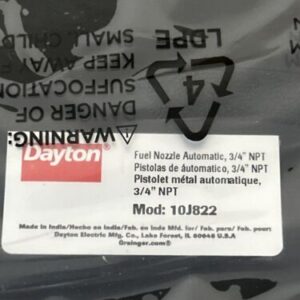 LDPE
4
SMALL CHILD
KEEP AWAY F
SUFFOCATION
DANGER OF
⚠WARNING:
Dayton
Fuel Nozzle Automatic, 3/4" NPT
Pistolas de automatico, 3/4" NPT
Pistolet métal automatique,
3/4" NPT
Mod: 10J822
Made in India/Hecho en India/Fab. en Inde Mfd. for/ Fab. para/ Fab. pour:
Dayton Electric Mfg. Co., Lake Forest, IL 60045 U.S.A
Grainger.com®